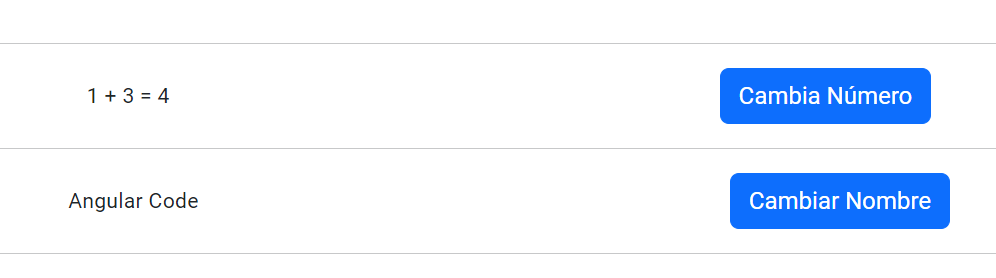 1 + 3 = 4
Cambia Número
Angular Code
Cambiar Nombre